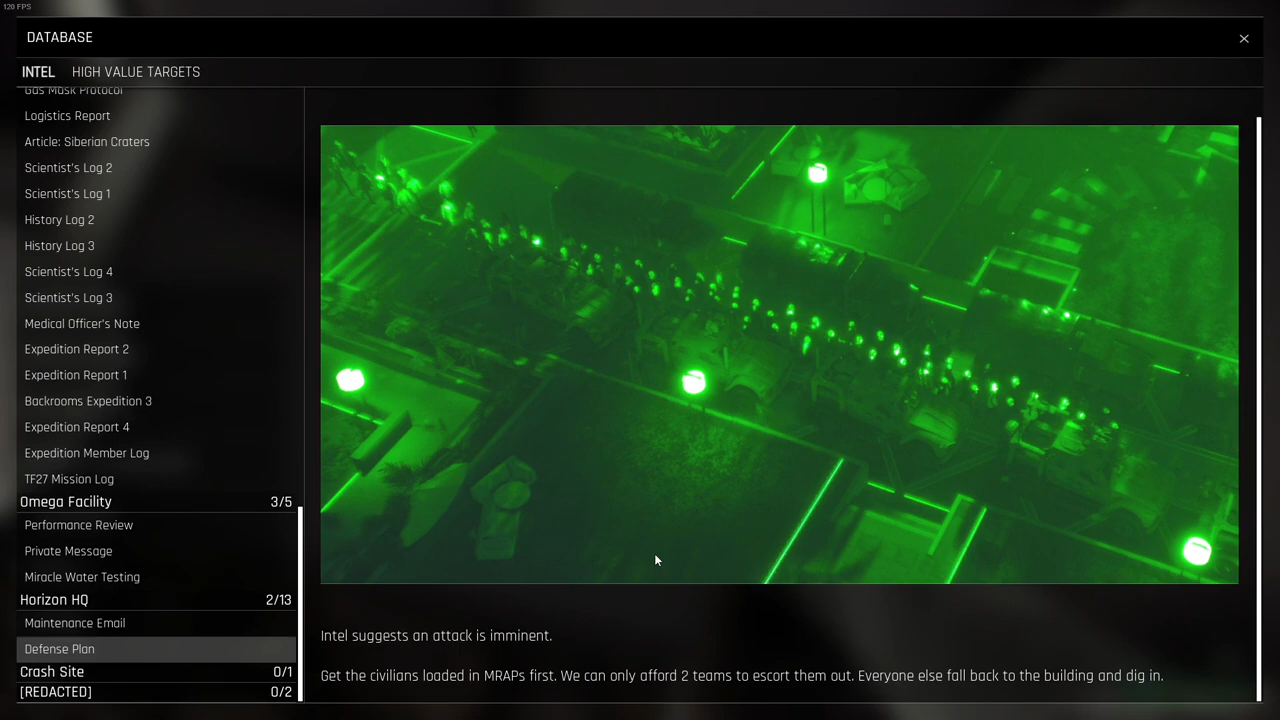 120 FPS
DATABASE
INTEL HIGH VALUE TARGETS
Gas Mask Protocol
Logistics Report
Article: Siberian Craters
Scientist's Log 2
Scientist's Log 1
History Log 2
History Log 3
Scientist's Log 4
Scientist's Log 3
Medical Officer's Note
Expedition Report 2
Expedition Report 1
Backrooms Expedition 3
Expedition Report 4
Expedition Member Log
TF27 Mission Log
Omega Facility 3/5
Performance Review
Private Message
Miracle Water Testing
Horizon HQ 2/13
Maintenance Email
Defense Plan
Crash Site 0/1
[REDACTED] 0/2
Intel suggests an attack is imminent.
Get the civilians loaded in MRAPs first. We can only afford 2 teams to escort them out. Everyone else fall back to the building and dig in.